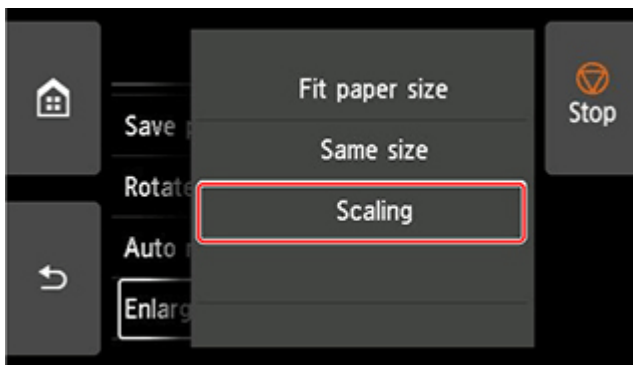 Fit paper size
Stop
Save
Same size
Rotate
Scaling
Auto
Enlarg